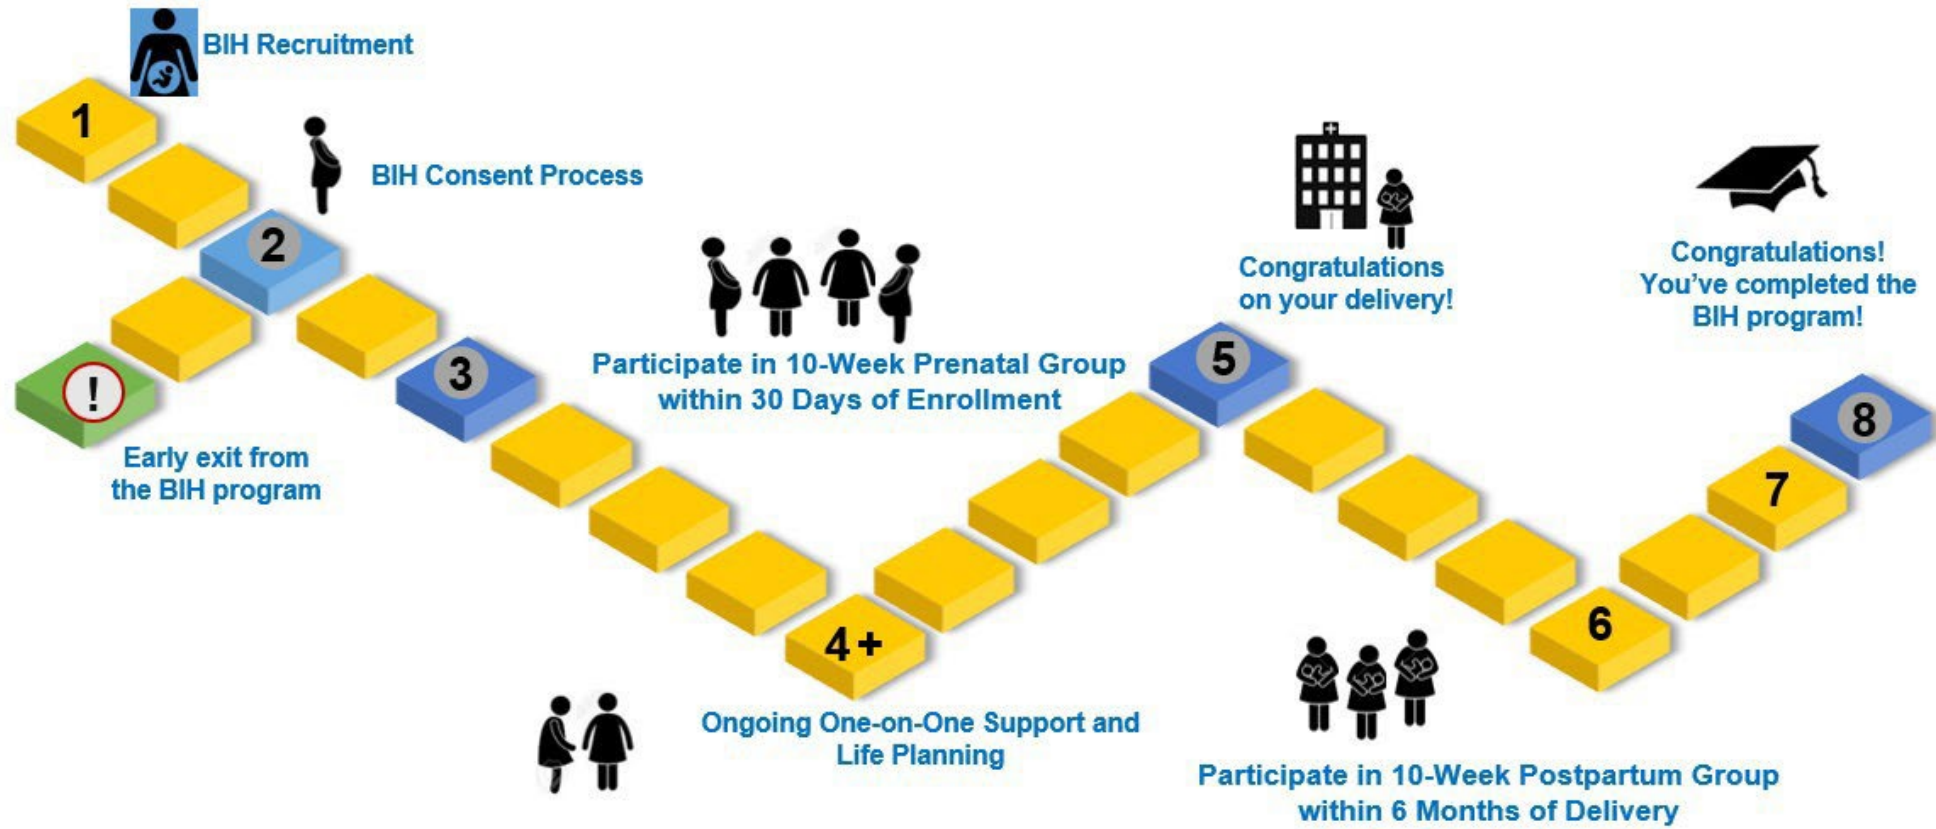 BIH Recruitment
1
BIH Consent Process
2
!
Early exit from
the BIH program
3
Participate in 10-Week Prenatal Group
within 30 Days of Enrollment
4+
Ongoing One-on-One Support and
Life Planning
Congratulations
on your delivery!
5
6
Participate in 10-Week Postpartum Group
within 6 Months of Delivery
7
Congratulations!
You've completed the
BIH program!
8